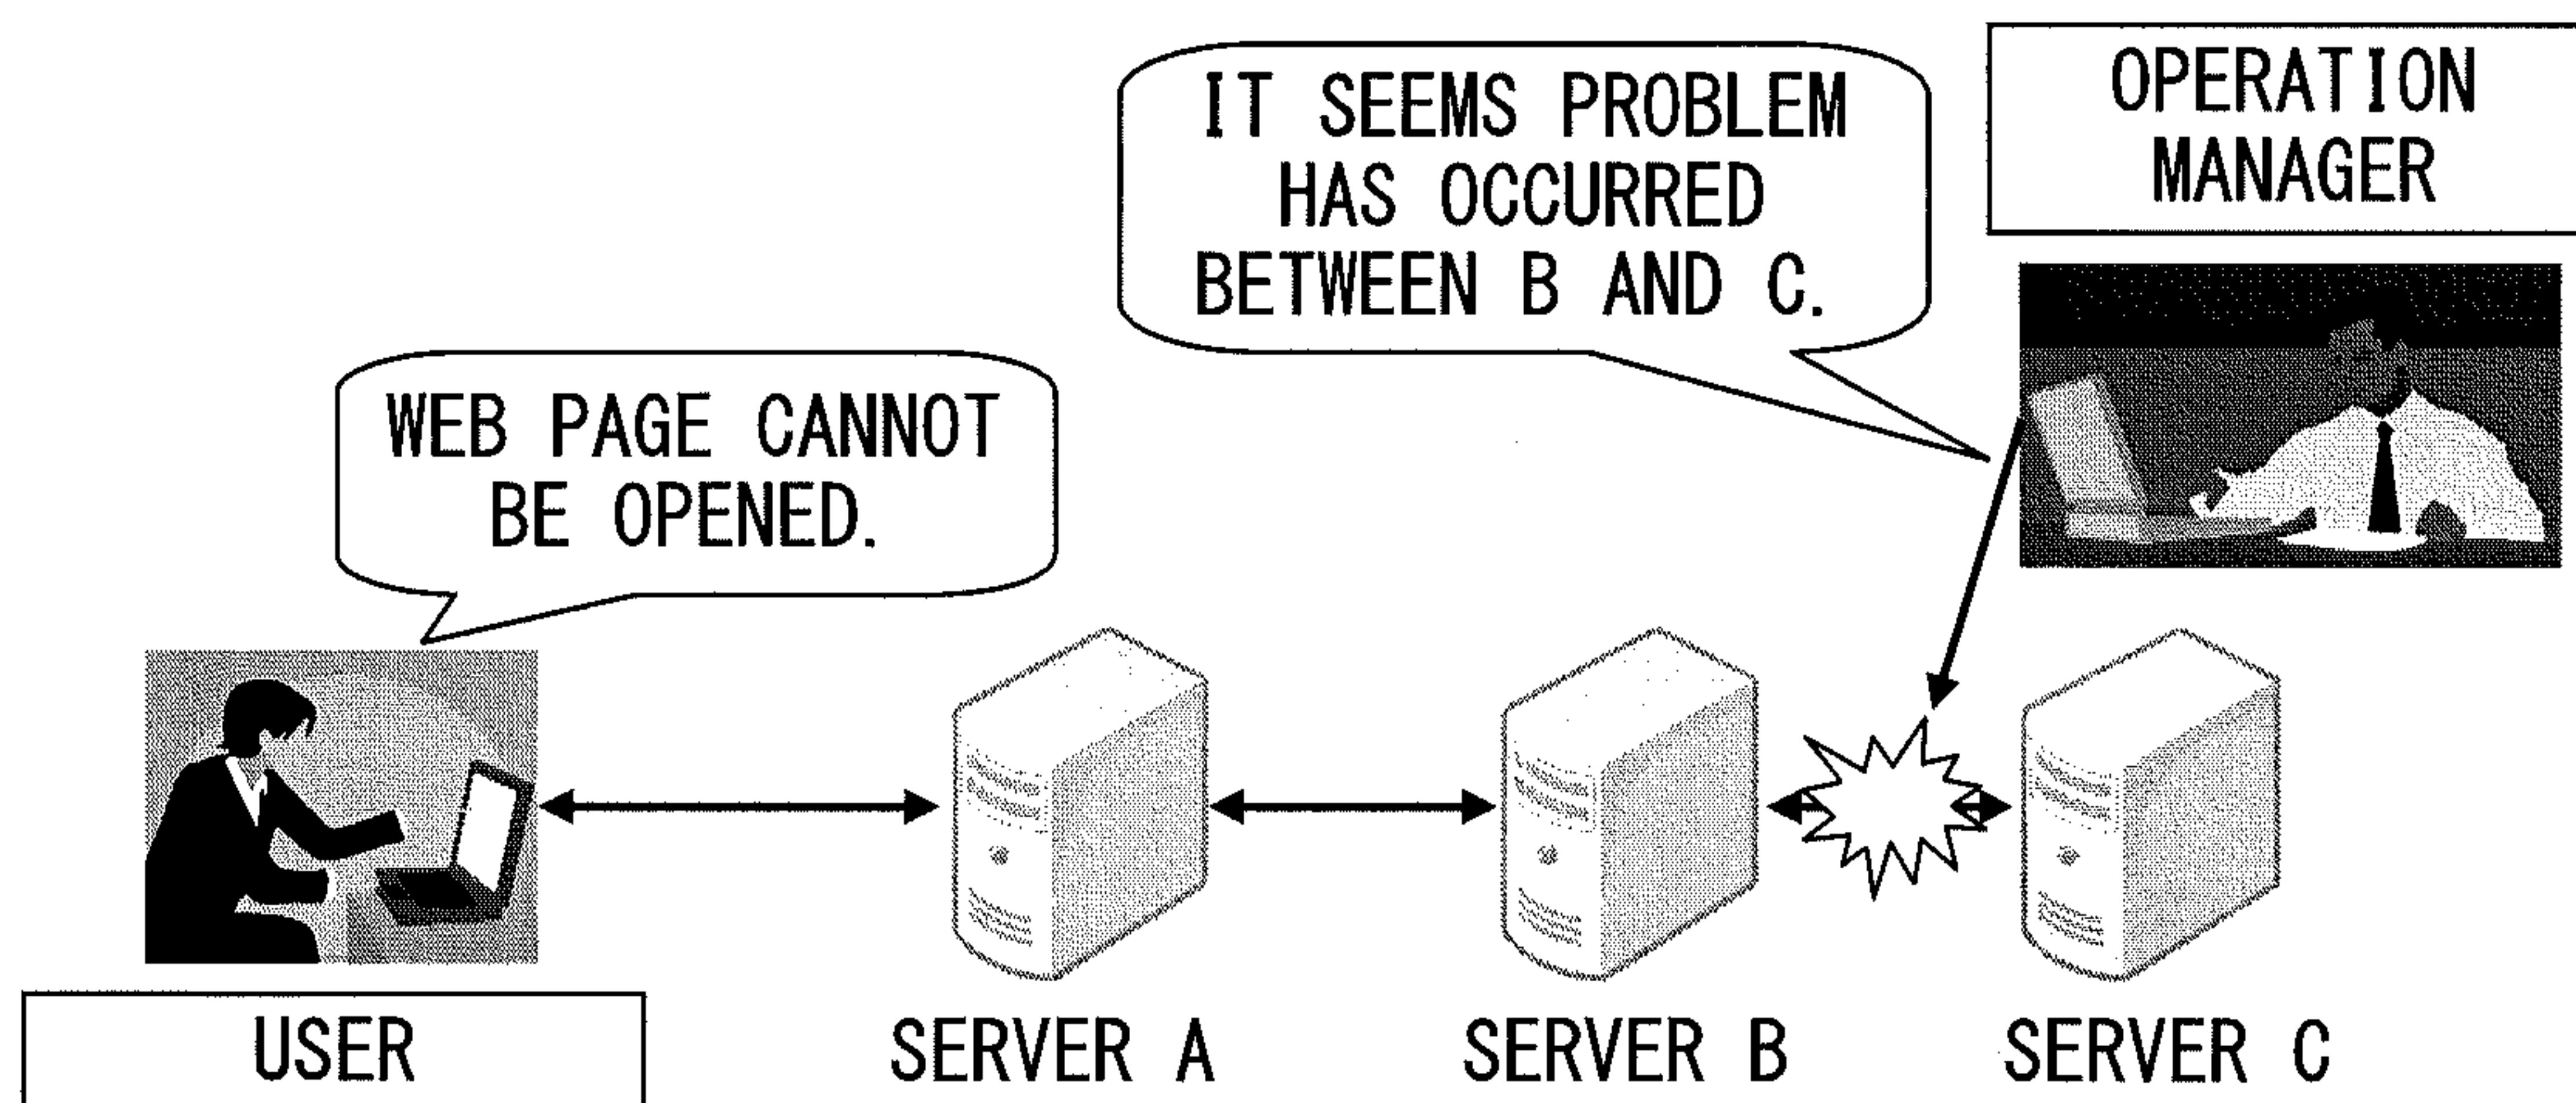 IT SEEMS PROBLEM
HAS OCCURRED
BETWEEN B AND C.
OPERATION
MANAGER
WEB PAGE CANNOT
BE OPENED.
USER
SERVER A
SERVER B
SERVER C